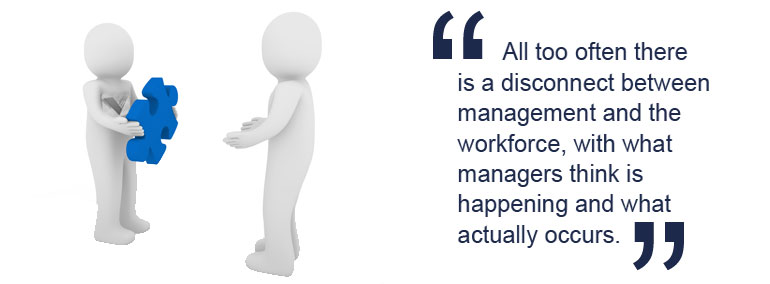 “ All too often there
is a disconnect between
management and the
workforce, with what
managers think is
happening and what
actually occurs. ”